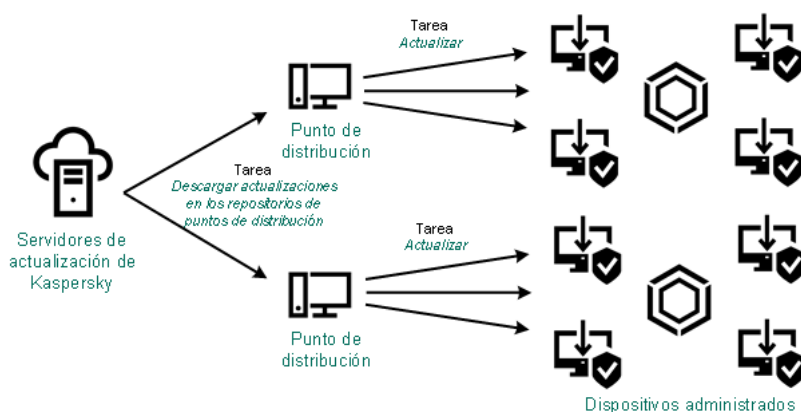 Tarea
Actualizar
Punto de
distribución
Tarea
Descargar actualizaciones
en los repositorios de
puntos de distribución
Servidores de
actualización de
Kaspersky
Tarea
Actualizar
Punto de
distribución
Dispositivos administrados